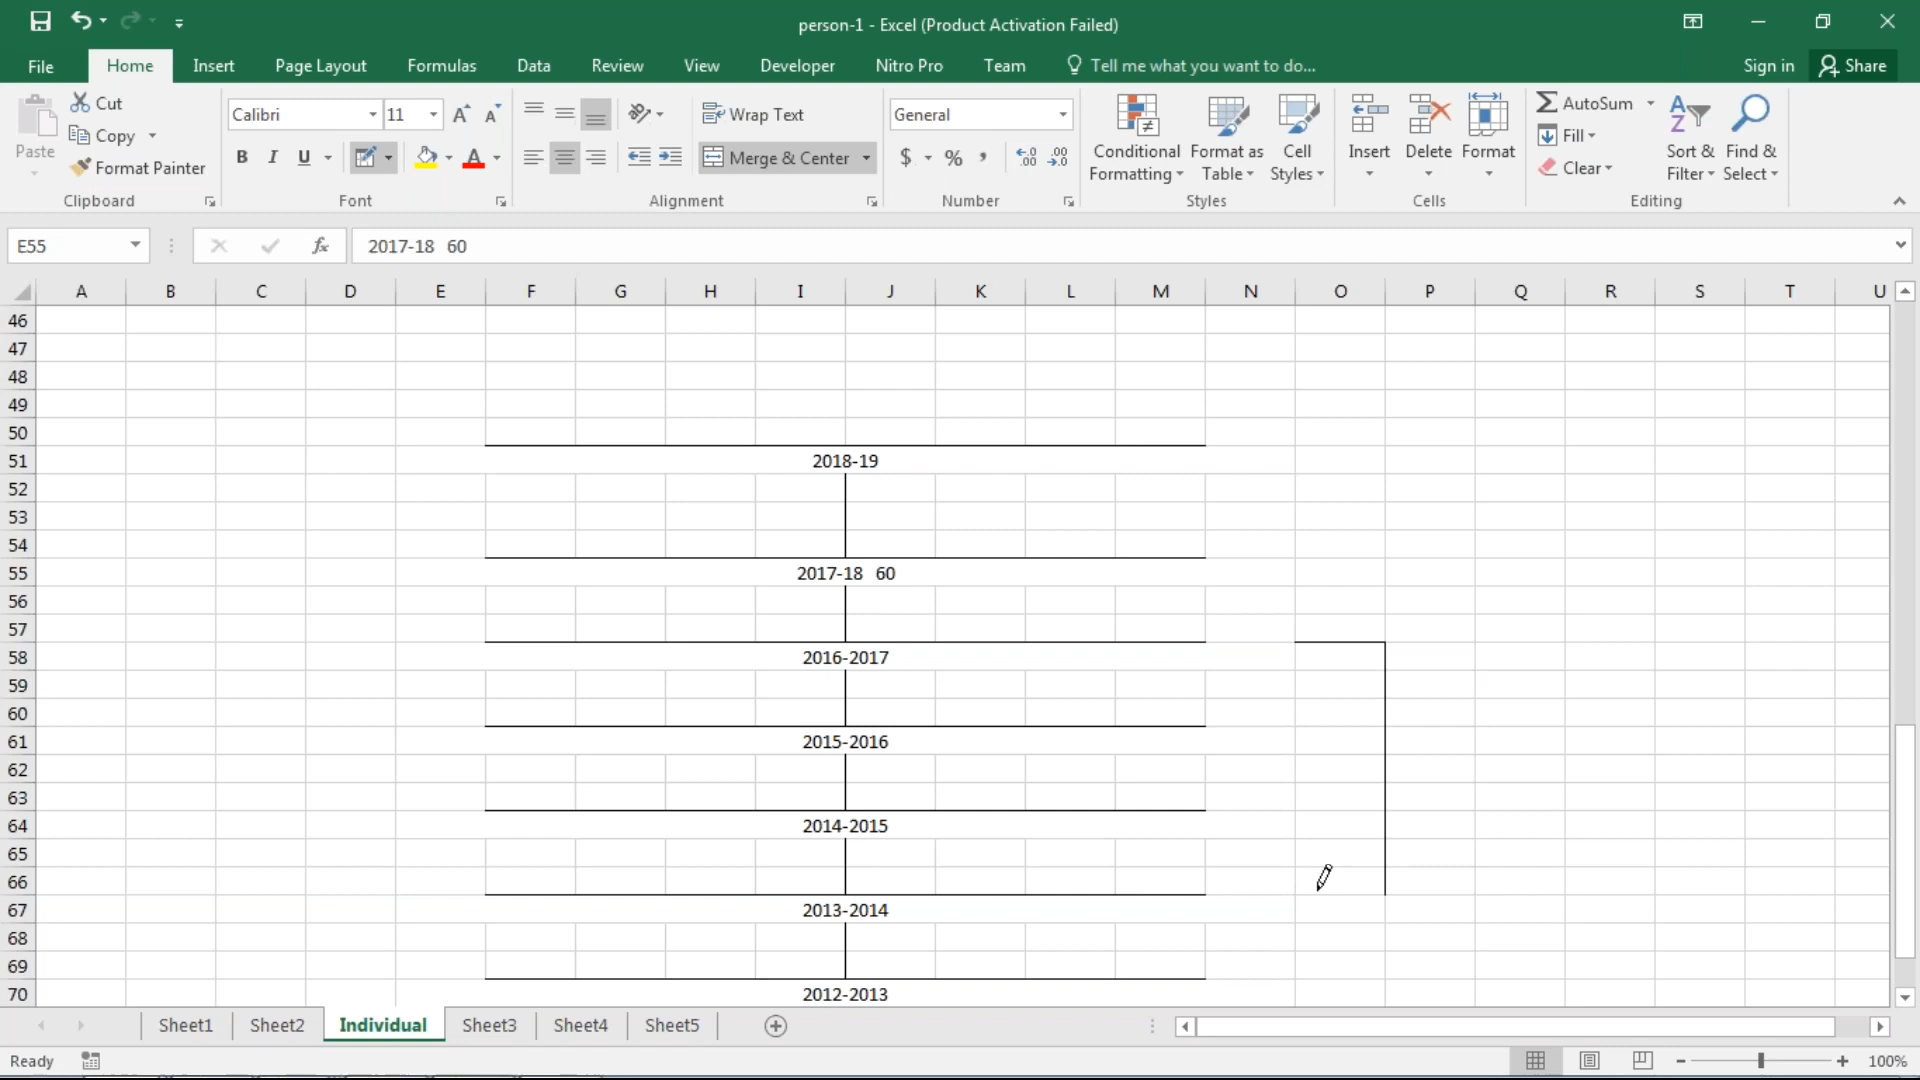 person-1 - Excel (Product Activation Failed)
File Home Insert Page Layout Formulas Data Review View Developer Nitro Pro Team Tell me what you want to do... Sign in Share
Paste
Cut
Copy
Format Painter
Clipboard
Calibri 11
B I U A
Font
Wrap Text
Merge & Center
Alignment
General
$ % ,
Number
Conditional Formatting
Format as Table
Cell Styles
Styles
Insert
Delete
Format
Cells
AutoSum
Fill
Clear
Sort & Filter
Find & Select
Editing
E55 fx 2017-18 60
A B C D E F G H I J K L M N O P Q R S T U
46
47
48
49
50
51 2018-19
52
53
54
55 2017-18 60
56
57
58 2016-2017
59
60
61 2015-2016
62
63
64 2014-2015
65
66
67 2013-2014
68
69
70 2012-2013
Sheet1 Sheet2 Individual Sheet3 Sheet4 Sheet5
Ready 100%